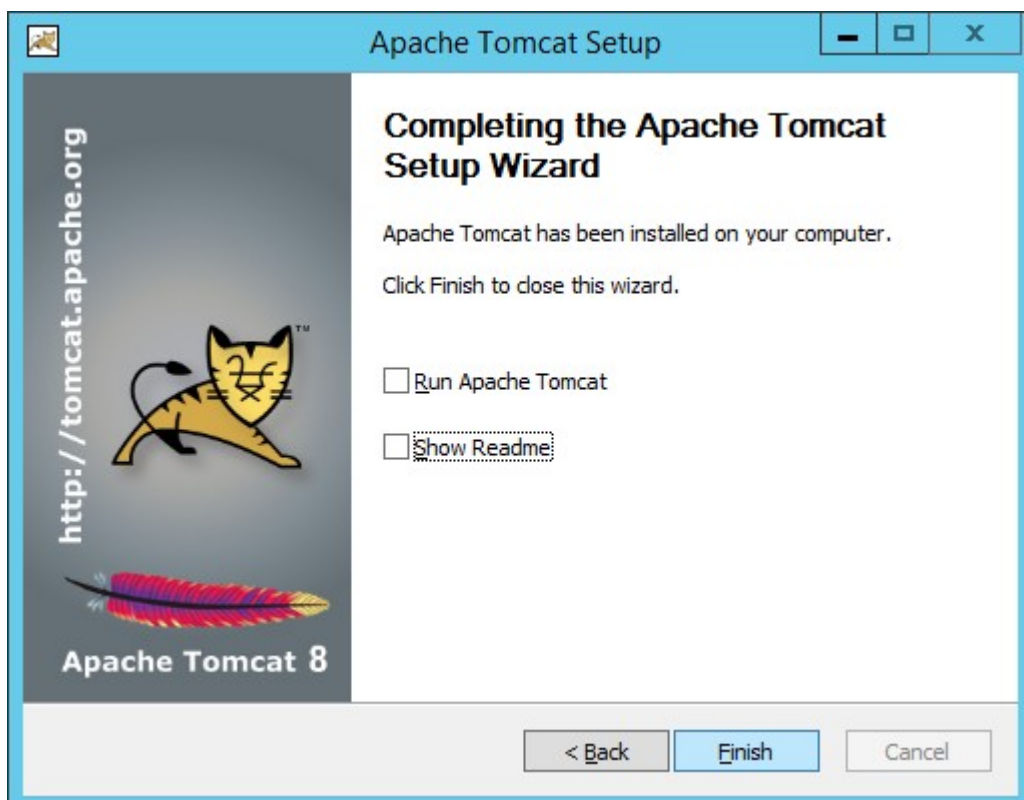 Apache Tomcat Setup
http://tomcat.apache.org
TM
Apache Tomcat 8
Completing the Apache Tomcat
Setup Wizard
Apache Tomcat has been installed on your computer.
Click Finish to close this wizard.
Run Apache Tomcat
Show Readme
< Back
Finish
Cancel